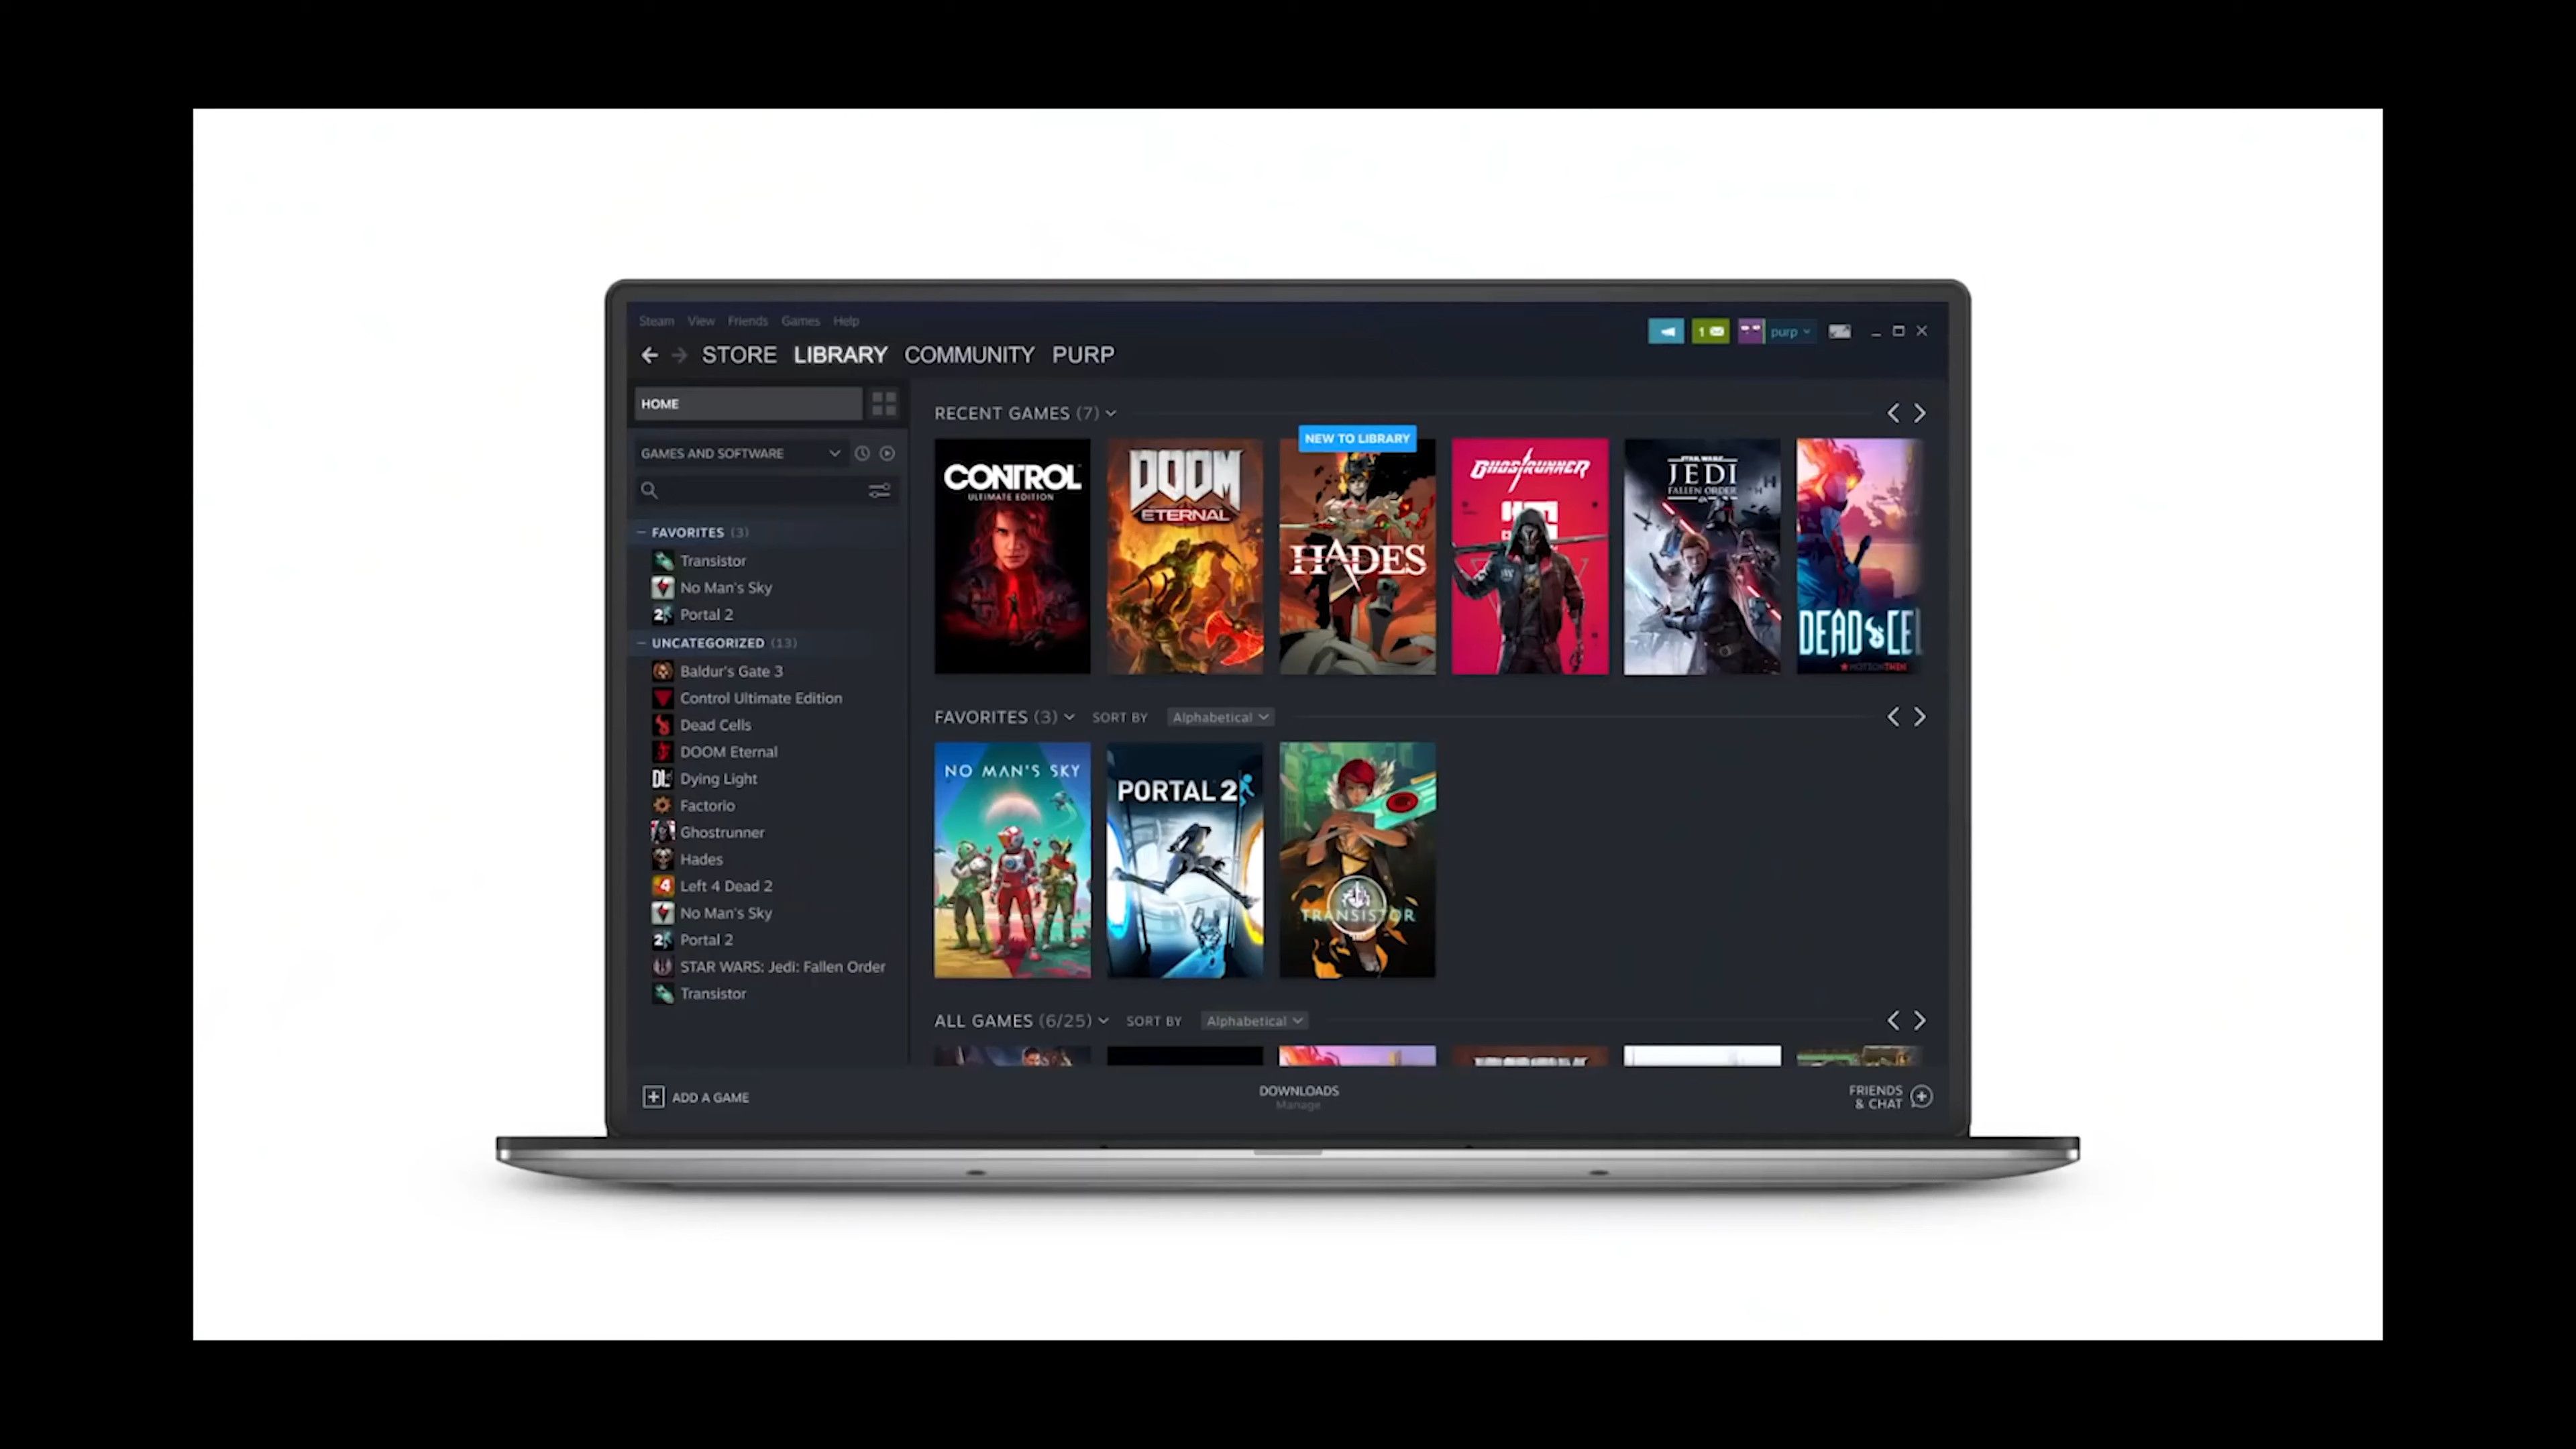 Steam View Friends Games Help
1 purp
STORE LIBRARY COMMUNITY PURP
HOME
GAMES AND SOFTWARE
FAVORITES (3)
Transistor
No Man's Sky
Portal 2
UNCATEGORIZED (13)
Baldur's Gate 3
Control Ultimate Edition
Dead Cells
DOOM Eternal
Dying Light
Factorio
Ghostrunner
Hades
Left 4 Dead 2
No Man's Sky
Portal 2
STAR WARS: Jedi: Fallen Order
Transistor
RECENT GAMES (7)
CONTROL
ULTIMATE EDITION
DOOM
ETERNAL
NEW TO LIBRARY
HADES
GHOSTRUNNER
STAR WARS
JEDI
FALLEN ORDER
DEAD CEL
MOTION TWIN
FAVORITES (3) SORT BY Alphabetical
NO MAN'S SKY
PORTAL 2
TRANSISTOR
ALL GAMES (6/25) SORT BY Alphabetical
ADD A GAME
DOWNLOADS
Manage
FRIENDS
& CHAT